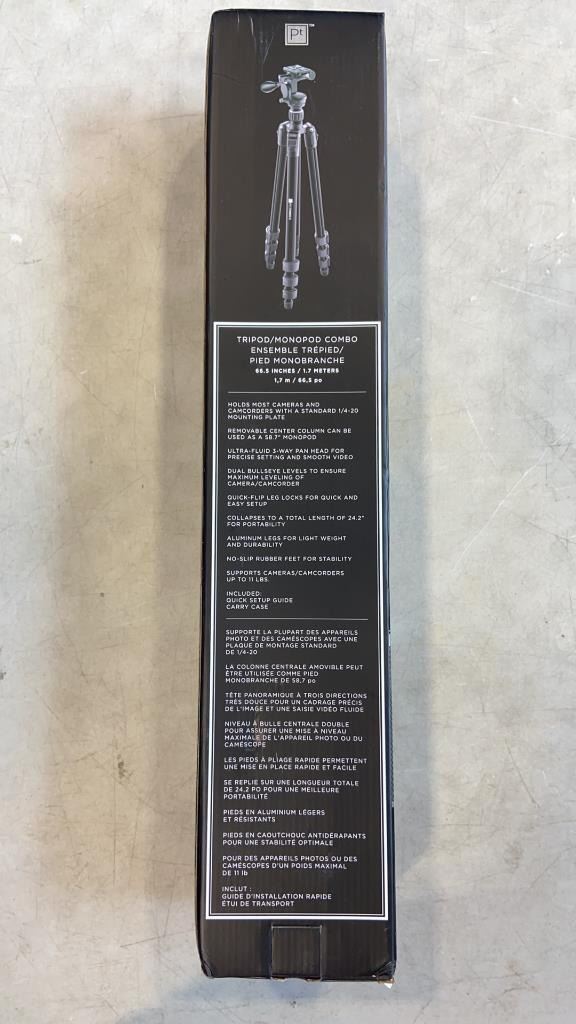 Pt™
TRIPOD/MONOPOD COMBO
ENSEMBLE TRÉPIED/
PIED MONOBRANCHE
66.5 INCHES / 1.7 METERS
1,7 m / 66,5 po
HOLDS MOST CAMERAS AND
CAMCORDERS WITH A STANDARD 1/4-20
MOUNTING PLATE
REMOVABLE CENTER COLUMN CAN BE
USED AS A 58.7" MONOPOD
ULTRA-FLUID 3-WAY PAN HEAD FOR
PRECISE SETTING AND SMOOTH VIDEO
DUAL BULLSEYE LEVELS TO ENSURE
MAXIMUM LEVELING OF
CAMERA/CAMCORDER
QUICK-FLIP LEG LOCKS FOR QUICK AND
EASY SETUP
COLLAPSES TO A TOTAL LENGTH OF 24.2"
FOR PORTABILITY
ALUMINUM LEGS FOR LIGHT WEIGHT
AND DURABILITY
NO-SLIP RUBBER FEET FOR STABILITY
SUPPORTS CAMERAS/CAMCORDERS
UP TO 11 LBS.
INCLUDED:
QUICK SETUP GUIDE
CARRY CASE
SUPPORTE LA PLUPART DES APPAREILS
PHOTO ET DES CAMÉSCOPES AVEC UNE
PLAQUE DE MONTAGE STANDARD
DE 1/4-20
LA COLONNE CENTRALE AMOVIBLE PEUT
ÊTRE UTILISÉE COMME PIED
MONOBRANCHE DE 58,7 po
TÊTE PANORAMIQUE À TROIS DIRECTIONS
TRÈS DOUCE POUR UN CADRAGE PRÉCIS
DE L'IMAGE ET UNE SAISIE VIDÉO FLUIDE
NIVEAU À BULLE CENTRALE DOUBLE
POUR ASSURER UNE MISE À NIVEAU
MAXIMALE DE L'APPAREIL PHOTO OU DU
CAMÉSCOPE
LES PIEDS À PLIAGE RAPIDE PERMETTENT
UNE MISE EN PLACE RAPIDE ET FACILE
SE REPLIE SUR UNE LONGUEUR TOTALE
DE 24,2 PO POUR UNE MEILLEURE
PORTABILITÉ
PIEDS EN ALUMINIUM LÉGERS
ET RÉSISTANTS
PIEDS EN CAOUTCHOUC ANTIDÉRAPANTS
POUR UNE STABILITÉ OPTIMALE
POUR DES APPAREILS PHOTOS OU DES
CAMÉSCOPES D'UN POIDS MAXIMAL
DE 11 lb
INCLUT :
GUIDE D'INSTALLATION RAPIDE
ÉTUI DE TRANSPORT